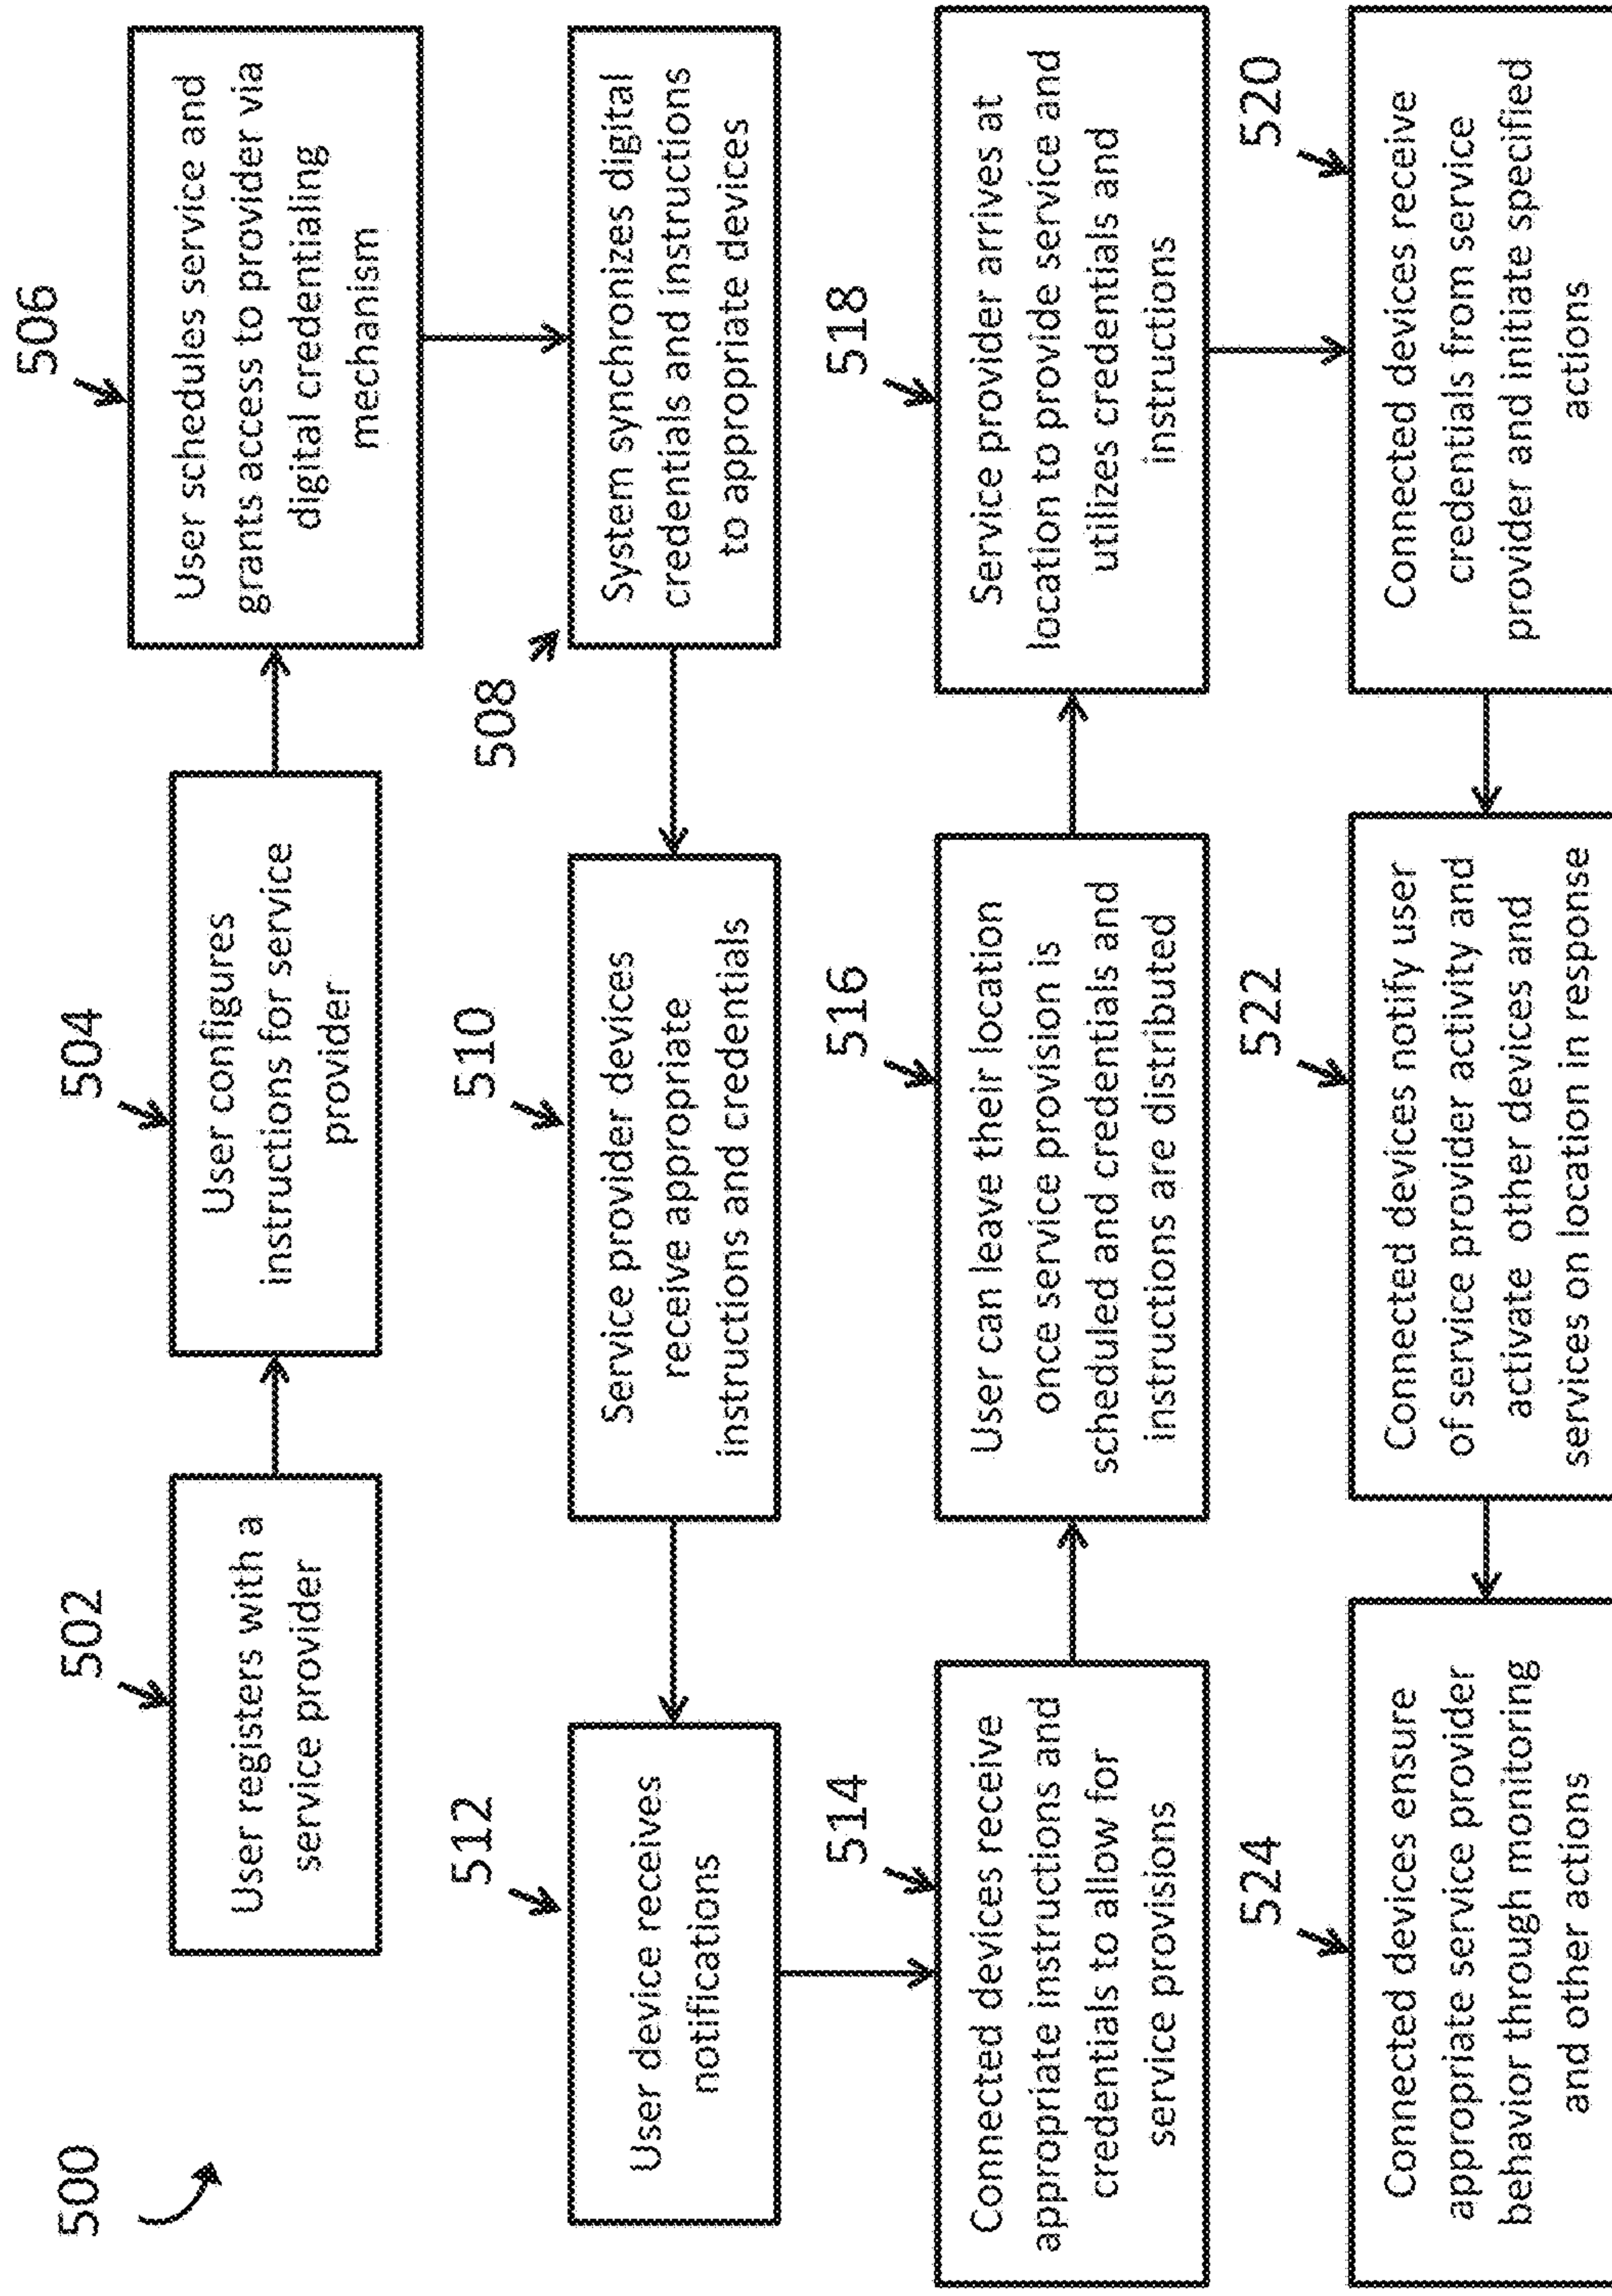 500
502
User registers with a
service provider
504
User configures
instructions for service
provider
506
User schedules service and
grants access to provider via
digital credentialing
mechanism
508
System synchronizes digital
credentials and instructions
to appropriate devices
510
Service provider devices
receive appropriate
instructions and credentials
512
User device receives
notifications
514
Connected devices receive
appropriate instructions and
credentials to allow for
service provisions
516
User can leave their location
once service provision is
scheduled and credentials and
instructions are distributed
518
Service provider arrives at
location to provide service and
utilizes credentials and
instructions
520
Connected devices receive
credentials from service
provider and initiate specified
actions
522
Connected devices notify user
of service provider activity and
activate other devices and
services on location in response
524
Connected devices ensure
appropriate service provider
behavior through monitoring
and other actions